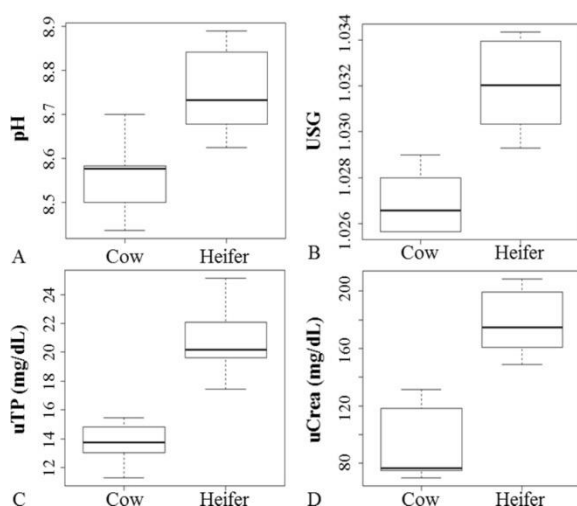 pH
8.9
8.8
8.7
8.6
8.5
Cow
Heifer
A
USG
1.034
1.032
1.030
1.028
1.026
Cow
Heifer
B
uTP (mg/dL)
24
22
20
18
16
14
12
Cow
Heifer
C
uCrea (mg/dL)
200
160
120
80
Cow
Heifer
D